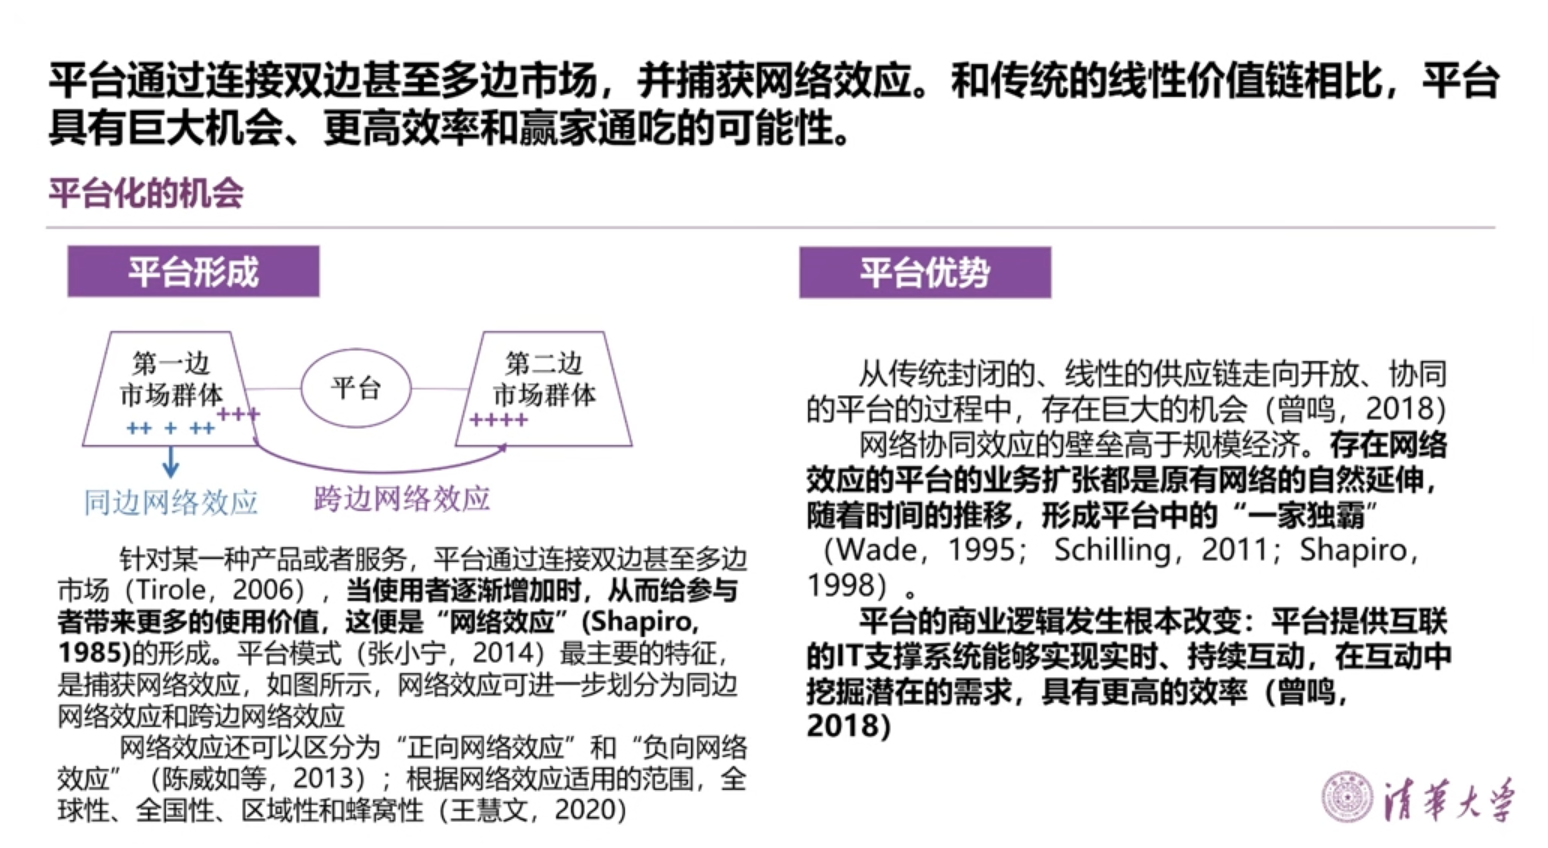 平台通过连接双边甚至多边市场，并捕获网络效应。和传统的线性价值链相比，平台
具有巨大机会、更高效率和赢家通吃的可能性。
平台化的机会
平台形成
第一边
市场群体
+++
++ + ++
平台
第二边
市场群体
++++
同边网络效应
跨边网络效应
针对某一种产品或者服务，平台通过连接双边甚至多边
市场（Tirole，2006），当使用者逐渐增加时，从而给参与
者带来更多的使用价值，这便是“网络效应”(Shapiro,
1985)的形成。平台模式（张小宁，2014）最主要的特征，
是捕获网络效应，如图所示，网络效应可进一步划分为同边
网络效应和跨边网络效应
网络效应还可以区分为“正向网络效应”和“负向网络
效应”（陈威如等，2013）；根据网络效应适用的范围，全
球性、全国性、区域性和蜂窝性（王慧文，2020）
平台优势
从传统封闭的、线性的供应链走向开放、协同
的平台的过程中，存在巨大的机会（曾鸣，2018）
网络协同效应的壁垒高于规模经济。存在网络
效应的平台的业务扩张都是原有网络的自然延伸，
随着时间的推移，形成平台中的“一家独霸”
（Wade，1995； Schilling，2011；Shapiro，
1998）。
平台的商业逻辑发生根本改变：平台提供互联
的IT支撑系统能够实现实时、持续互动，在互动中
挖掘潜在的需求，具有更高的效率（曾鸣，
2018）
清華大学